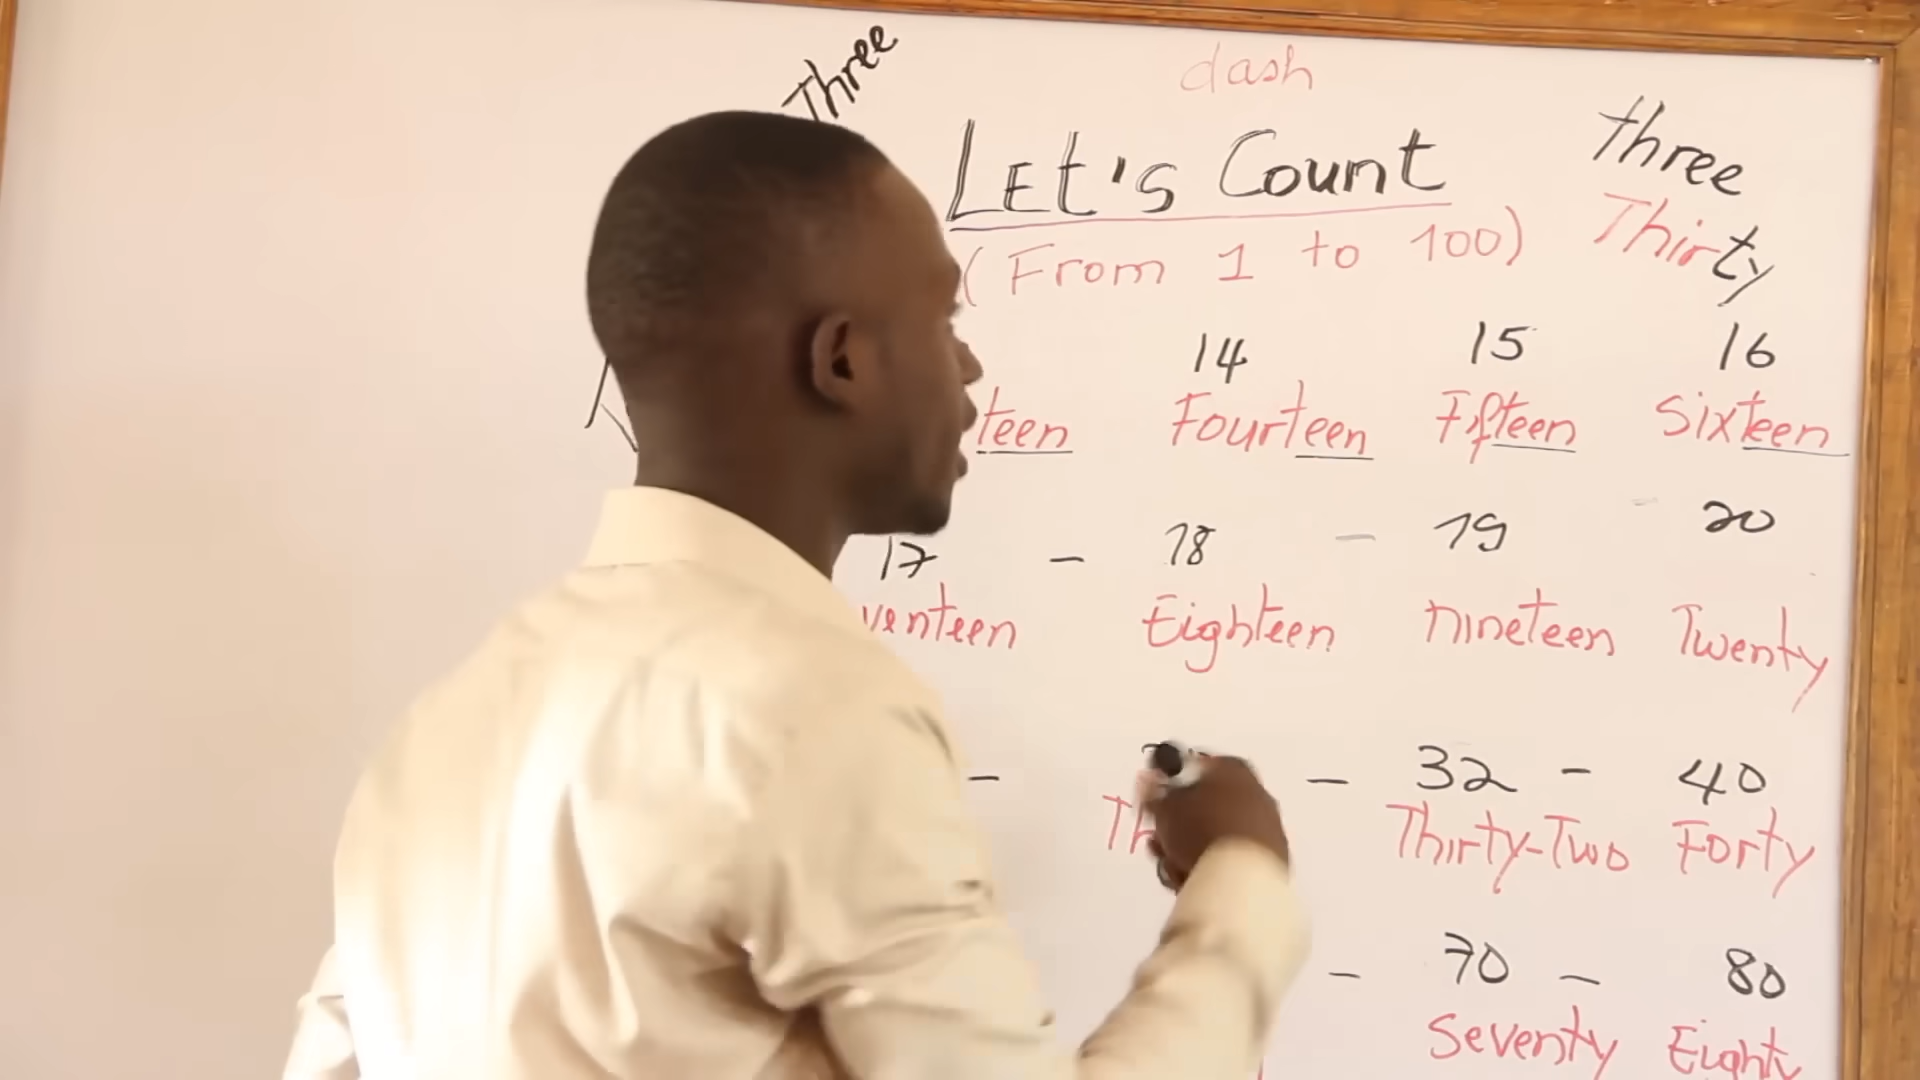 Three
dash
Let's Count
three
(From 1 to 100)
Thirty
14 15 16
teen Fourteen Fifteen Sixteen
17 - 18 - 19 - 20
venteen Eighteen Nineteen Twenty
- - 32 - 40
Th Thirty-Two Forty
- 70 - 80
Seventy Eighty